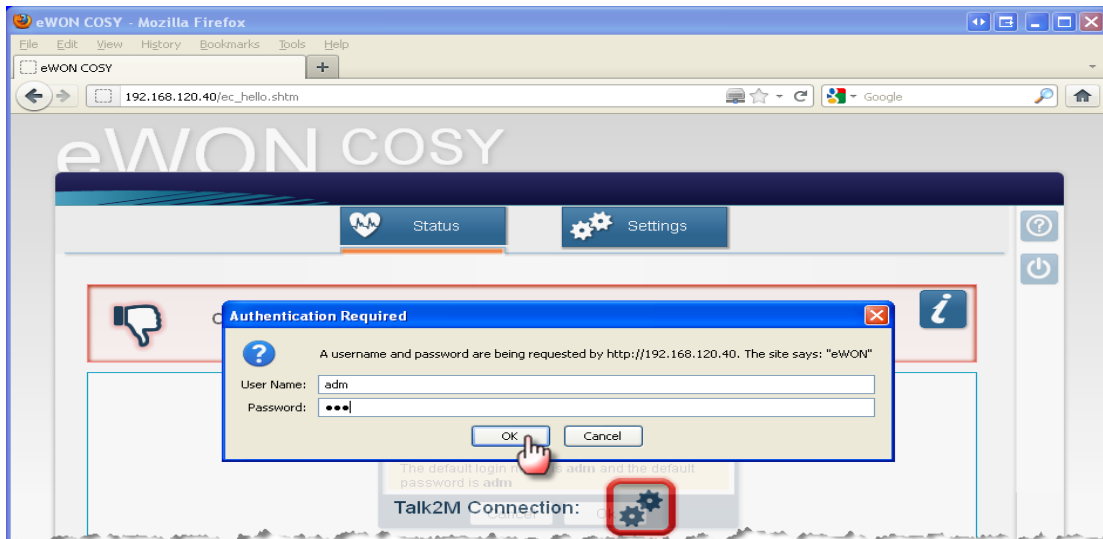 eWON COSY - Mozilla Firefox
File Edit View History Bookmarks Tools Help
eWON COSY +
192.168.120.40/ec_hello.shtm Google
eWON COSY
Status Settings
Authentication Required
A username and password are being requested by http://192.168.120.40. The site says: "eWON"
User Name: adm
Password: •••
OK Cancel
The default login adm and the default
password is adm
Talk2M Connection: